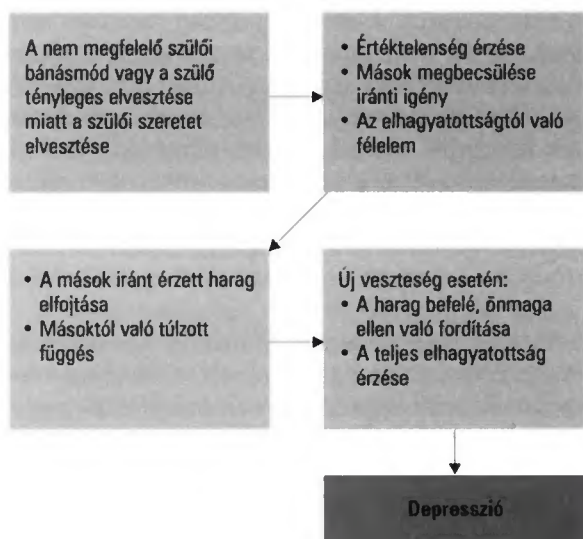 A nem megfelelő szülői
bánásmód vagy a szülő
tényleges elvesztése
miatt a szülői szeretet
elvesztése
• Értéktelenség érzése
• Mások megbecsülése
iránti igény
• Az elhagyatottságtól való
félelem
• A mások iránt érzett harag
elfojtása
• Másoktól való túlzott
függés
Új veszteség esetén:
• A harag befelé, önmaga
ellen való fordítása
• A teljes elhagyatottság
érzése
Depresszió